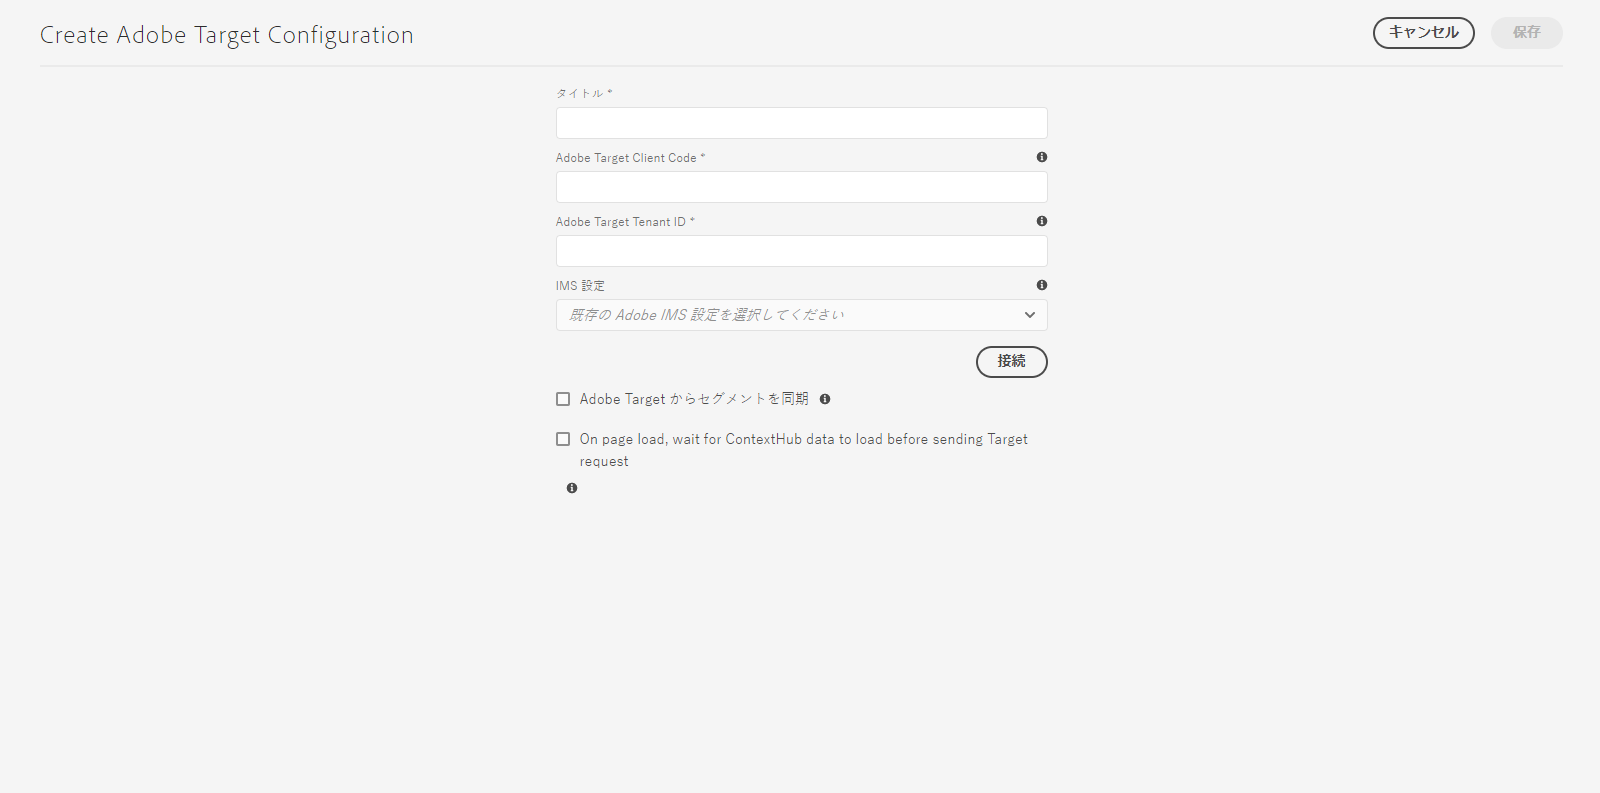 Create Adobe Target Configuration
キャンセル
保存
タイトル *
Adobe Target Client Code *
Adobe Target Tenant ID *
IMS 設定
既存の Adobe IMS 設定を選択してください
接続
Adobe Target からセグメントを同期
On page load, wait for ContextHub data to load before sending Target
request